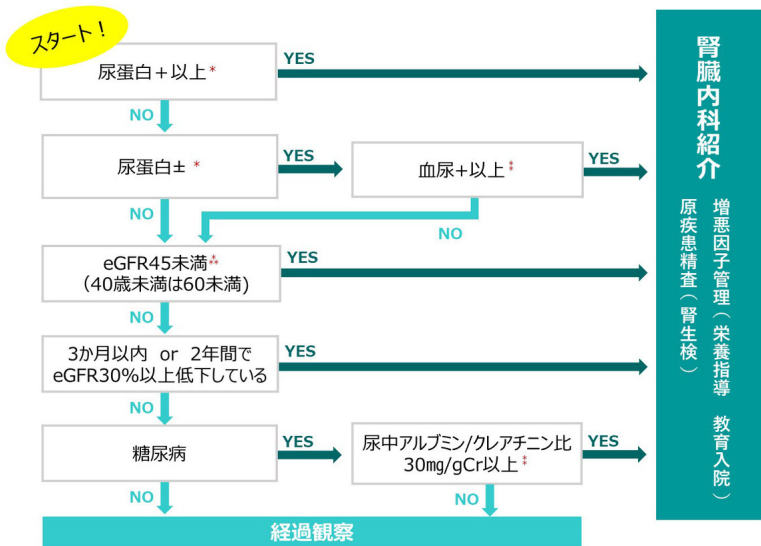 スタート！
尿蛋白＋以上*
YES
NO
尿蛋白± *
YES
血尿+以上⁑
YES
NO
NO
eGFR45未満⁂
（40歳未満は60未満)
YES
NO
3か月以内 or 2年間で
eGFR30%以上低下している
YES
NO
糖尿病
YES
尿中アルブミン/クレアチニン比
30㎎/gCr以上⁑
YES
NO
NO
経過観察
腎臓内科紹介
増悪因子管理（栄養指導 教育入院）
原疾患精査（腎生検）